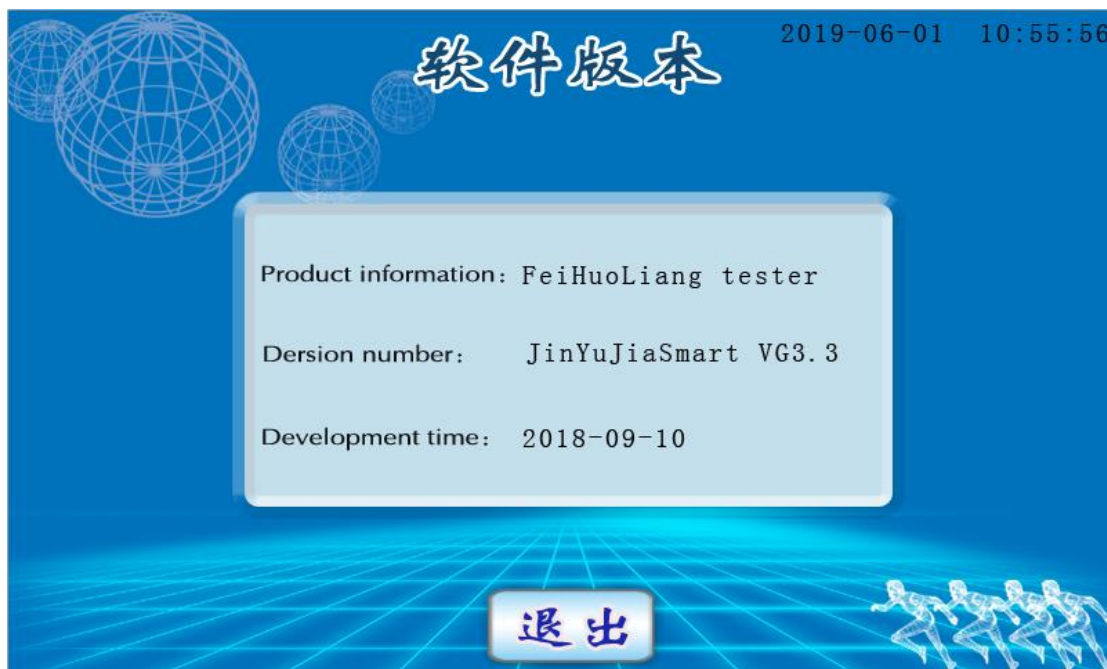 软件版本
2019-06-01 10:55:56
Product information: FeiHuoLiang tester
Dersion number: JinYuJiaSmart VG3.3
Development time: 2018-09-10
退出